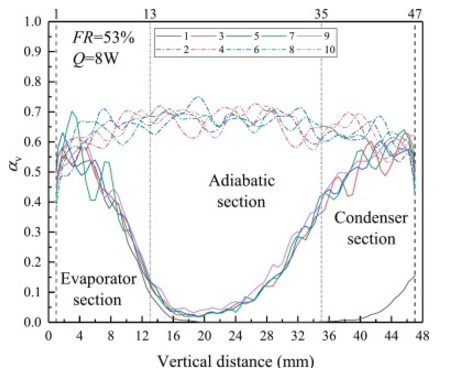 1 13 35 47
1.0
0.9
0.8
0.7
0.6
0.5
0.4
0.3
0.2
0.1
0.0
αv
FR=53%
Q=8W
1 3 5 7 9
2 4 6 8 10
Adiabatic
section
Condenser
section
Evaporator
section
0 4 8 12 16 20 24 28 32 36 40 44 48
Vertical distance (mm)